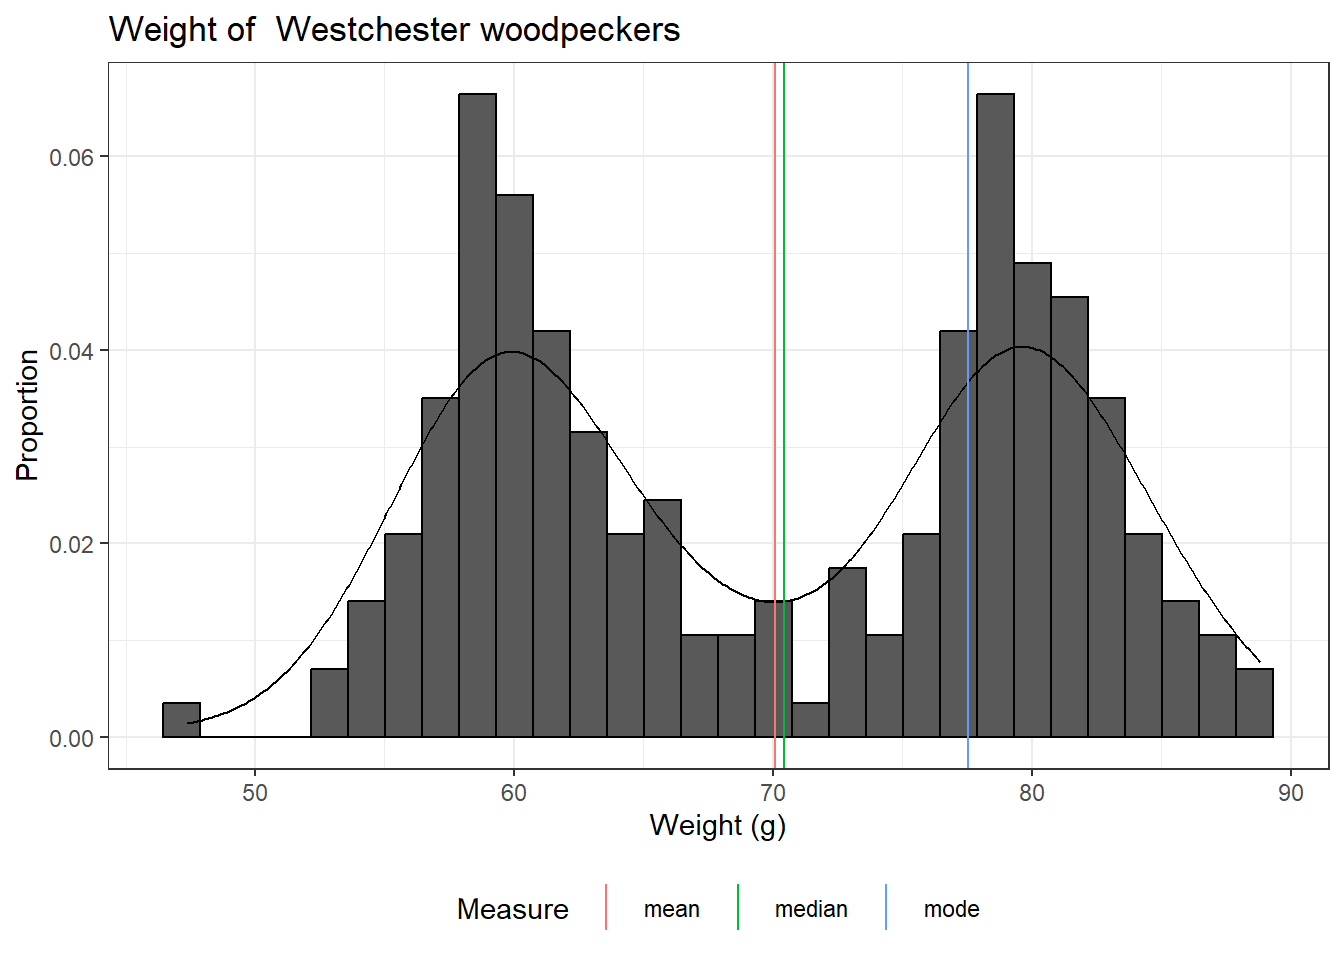 Weight of  Westchester woodpeckers
Proportion
0.06
0.04
0.02
0.00
50 60 70 80 90
Weight (g)
Measure mean median mode